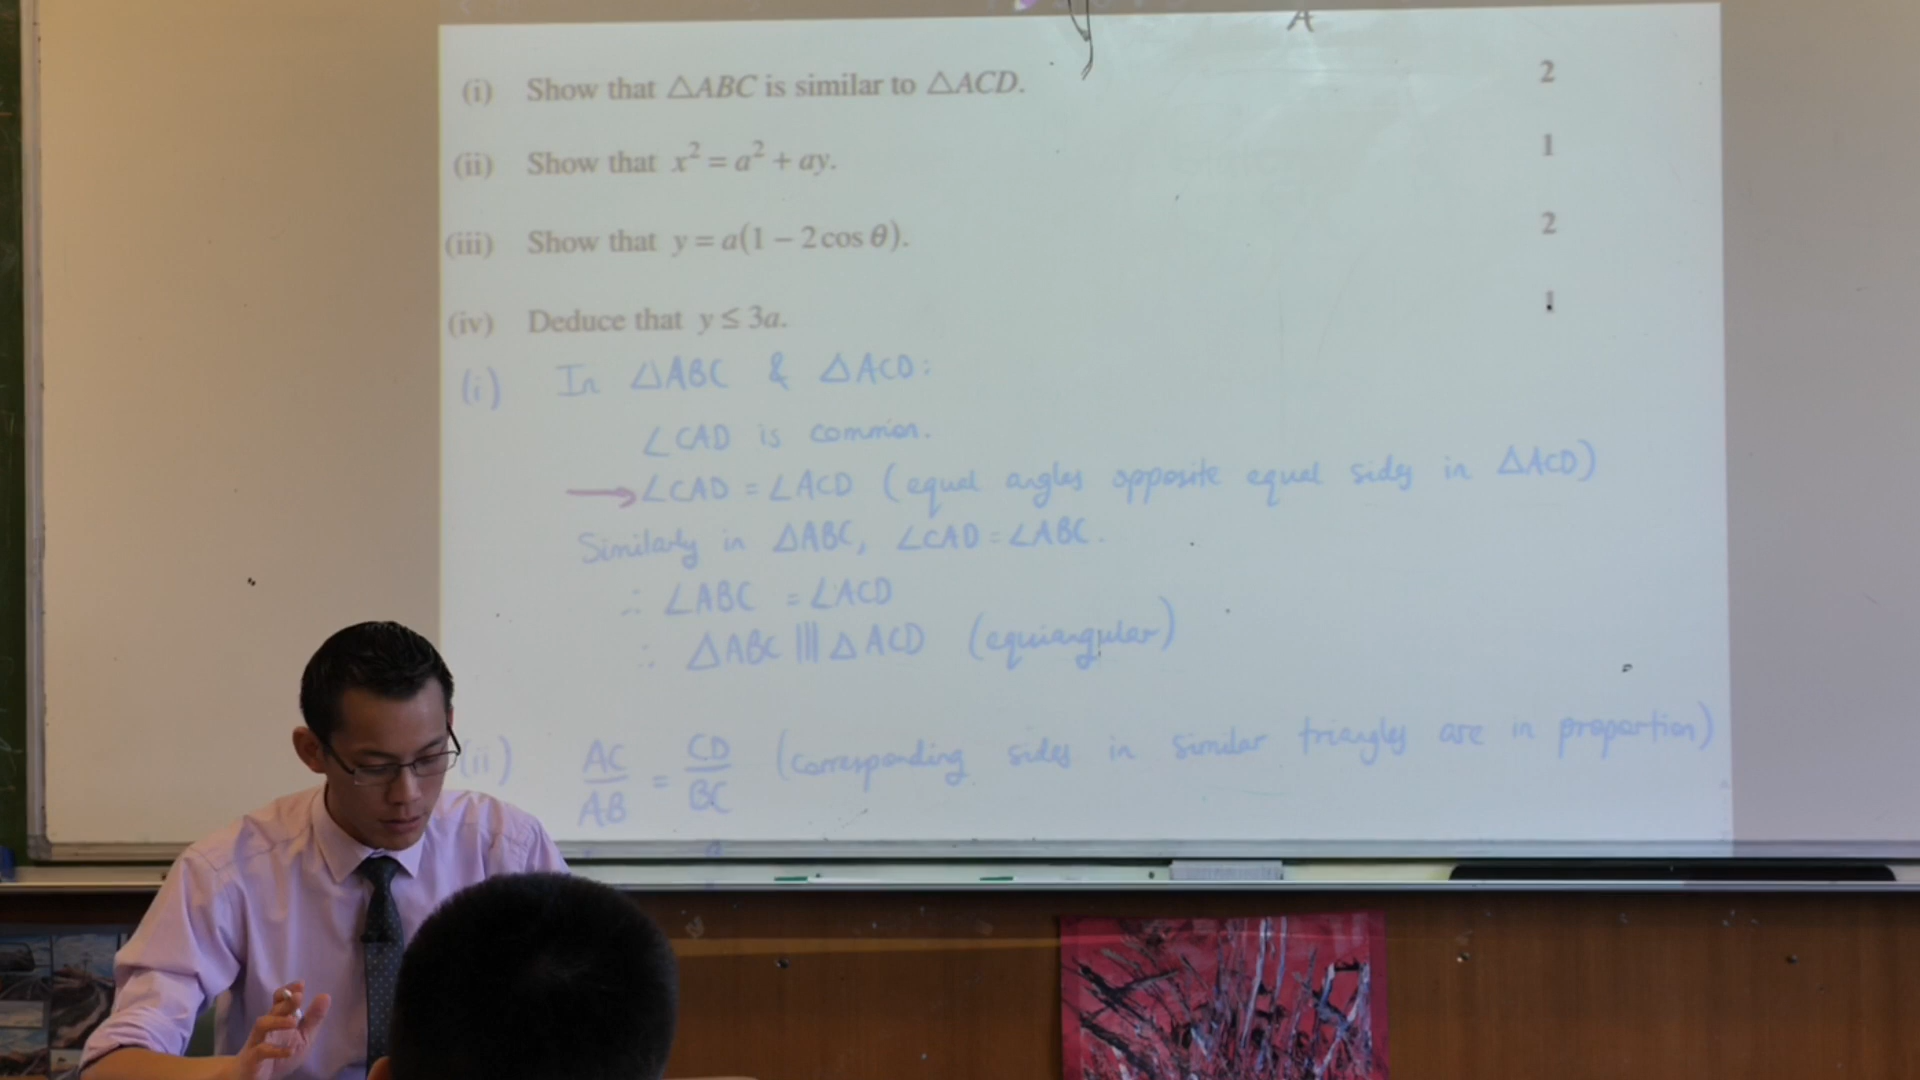 A
(i) Show that △ABC is similar to △ACD. 2
(ii) Show that x² = a² + ay. 1
(iii) Show that y = a(1 – 2 cos θ). 2
(iv) Deduce that y ≤ 3a. 1
(i) In △ABC & △ACD:
∠CAD is common.
→ ∠CAD = ∠ACD (equal angles opposite equal sides in △ACD)
Similarly in △ABC, ∠CAD = ∠ABC.
∴ ∠ABC = ∠ACD
∴ △ABC ||| △ACD (equiangular)
(ii) AC/AB = CD/BC (corresponding sides in similar triangles are in proportion)